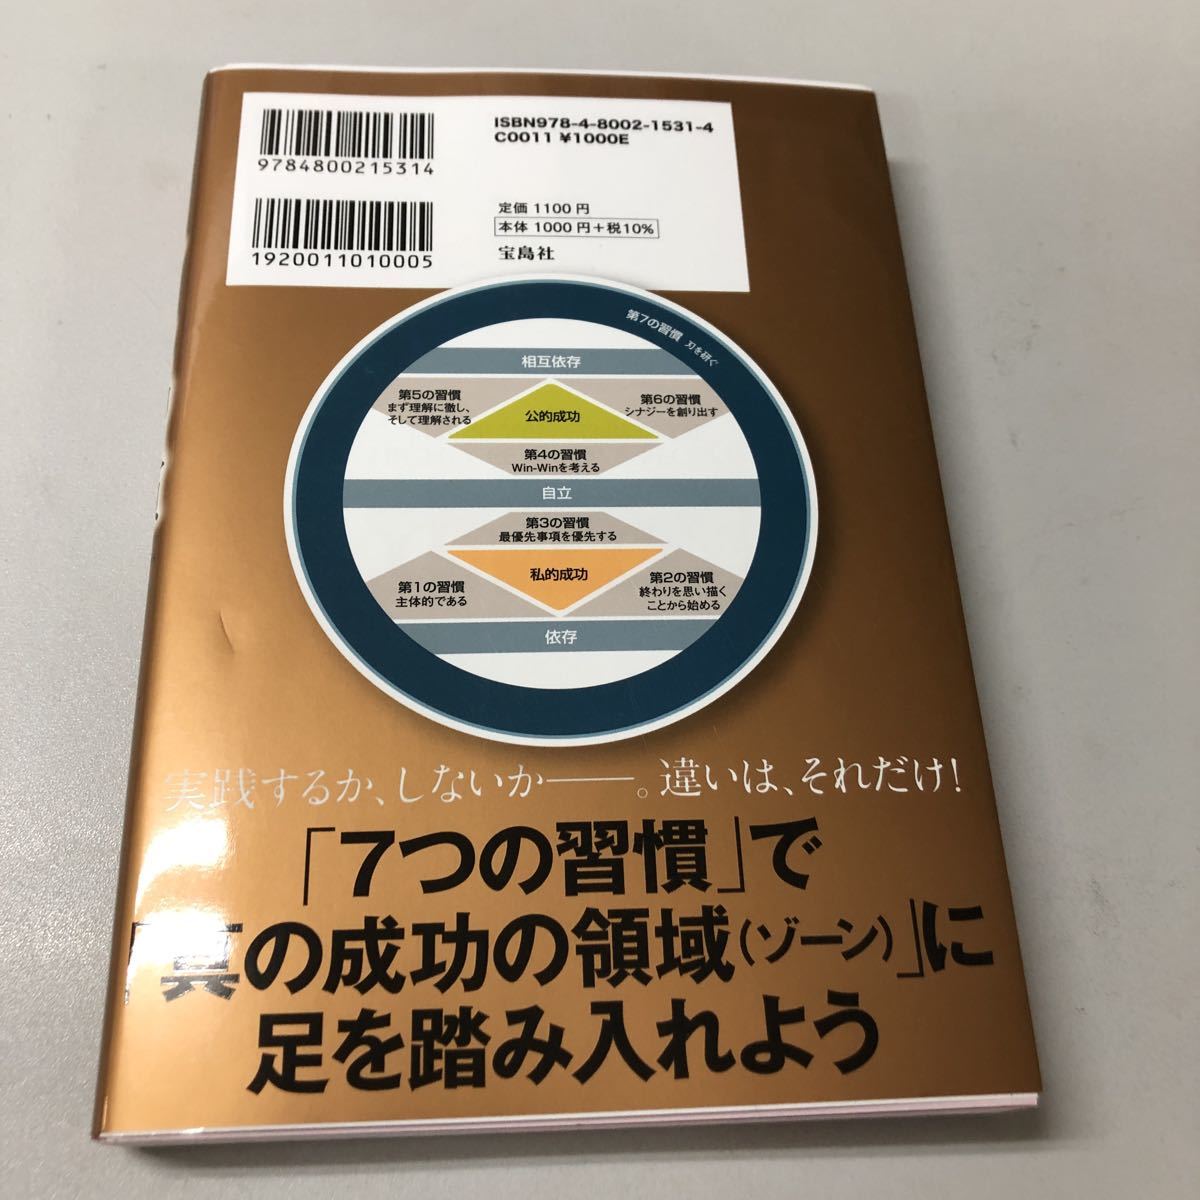 ISBN978-4-8002-1531-4
C0011 ¥1000E
9784800215314
定価 1100 円
本体 1000 円+税10%
1920011010005
宝島社
第7の習慣 刃を研ぐ
相互依存
第5の習慣
まず理解に徹し、
そして理解される
公的成功
第6の習慣
シナジーを創り出す
第4の習慣
Win-Winを考える
自立
第3の習慣
最優先事項を優先する
第1の習慣
主体的である
私的成功
第2の習慣
終わりを思い描く
ことから始める
依存
実践するか、しないか——。違いは、それだけ!
「7つの習慣」で
「真の成功の領域(ゾーン)」に
足を踏み入れよう